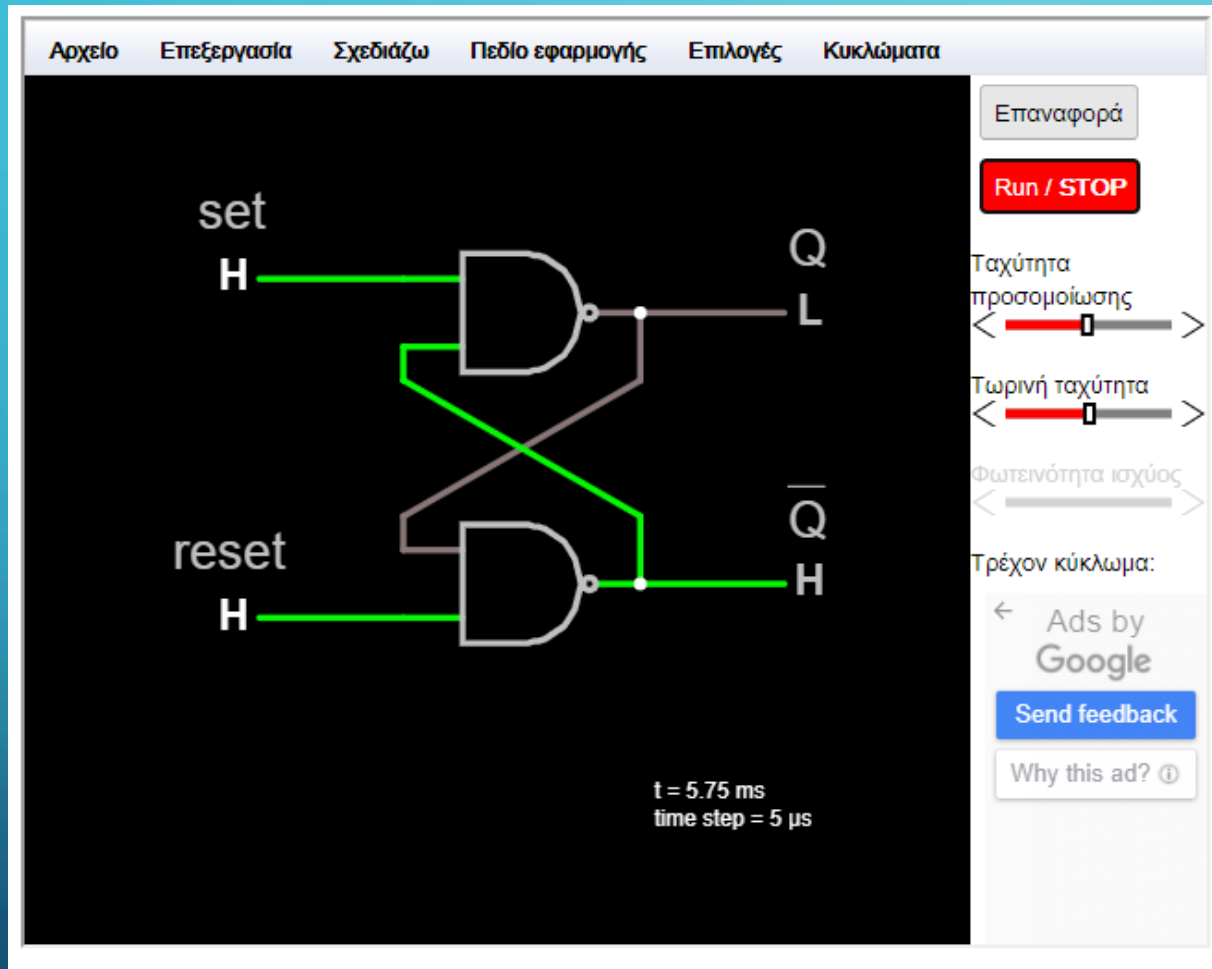 Αρχείο Επεξεργασία Σχεδιάζω Πεδίο εφαρμογής Επιλογές Κυκλώματα
Επαναφορά
Run / STOP
Ταχύτητα
προσομοίωσης
Τωρινή ταχύτητα
Φωτεινότητα ισχύος
Τρέχον κύκλωμα:
Ads by
Google
Send feedback
Why this ad?
set
H
Q
L
reset
H
Q̅
H
t = 5.75 ms
time step = 5 μs